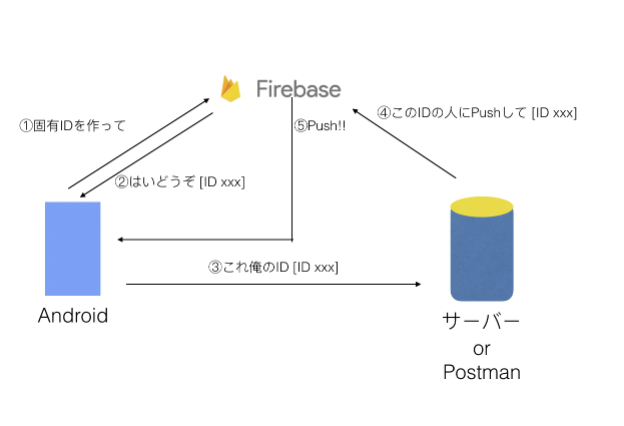 Firebase
①固有IDを作って
④このIDの人にPushして [ID xxx]
⑤Push!!
②はいどうぞ [ID xxx]
③これ俺のID [ID xxx]
Android
サーバー
or
Postman